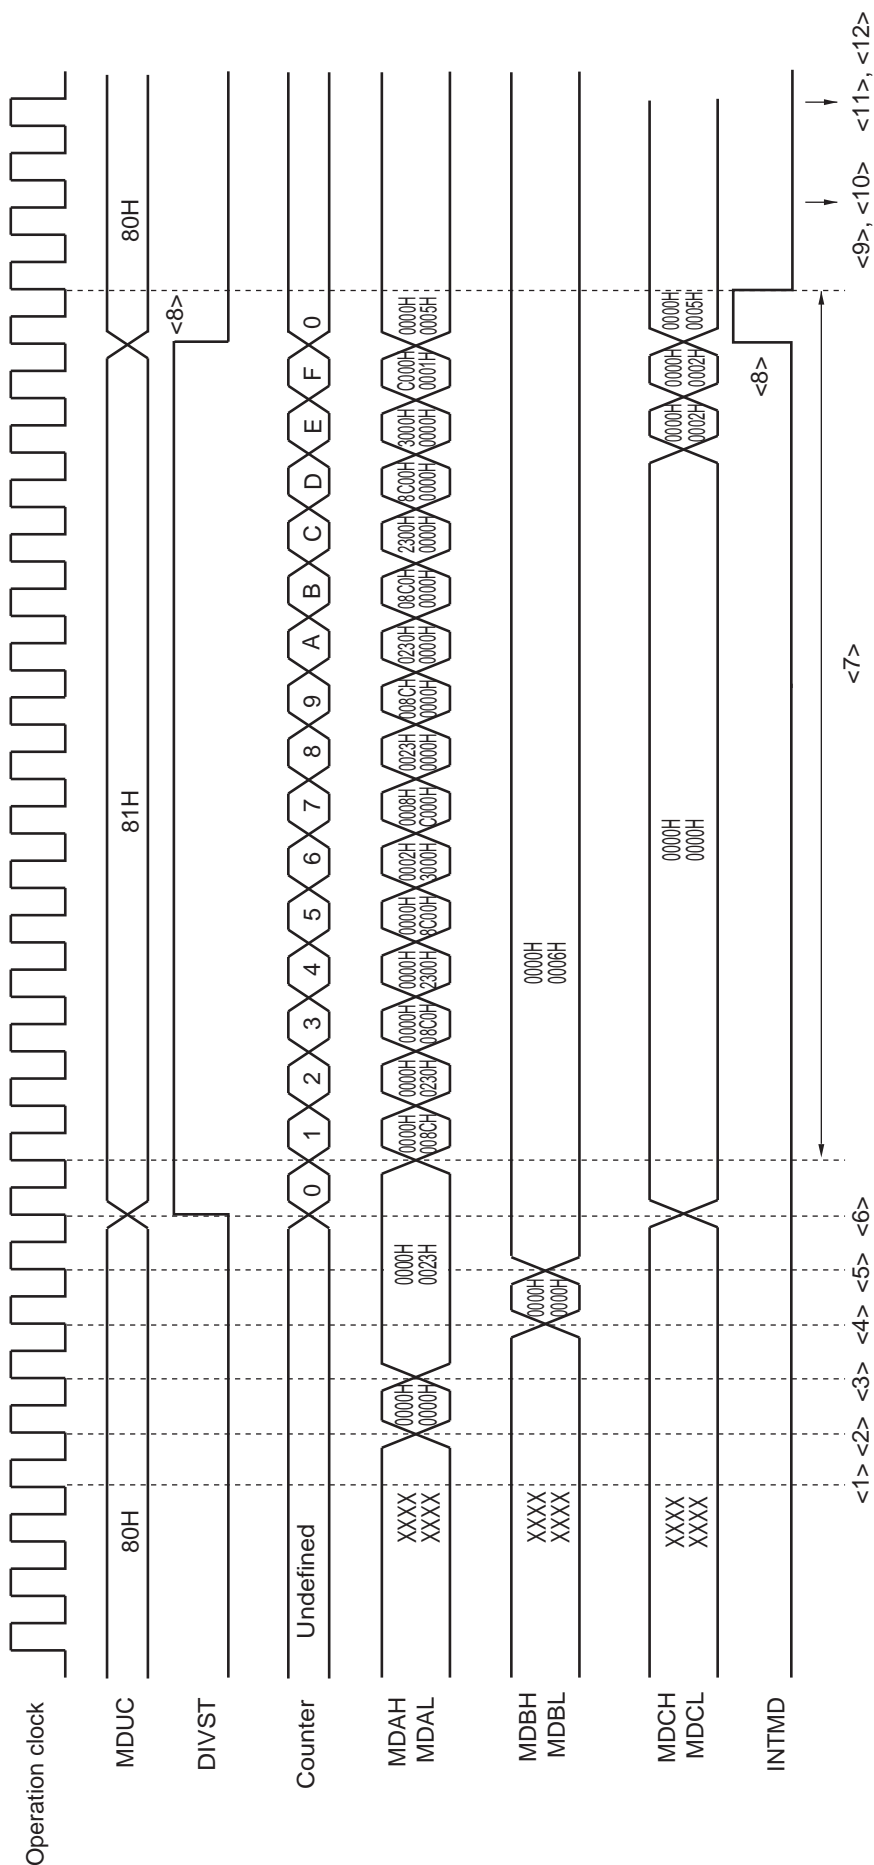 Operation clock
MDUC 80H 81H 80H
DIVST <8>
Counter Undefined 0 1 2 3 4 5 6 7 8 9 A B C D E F 0
MDAH XXXX 0000H 0000H 0000H 0000H 0000H 0000H 0000H 0002H 0008H 0023H 008CH 0230H 08C0H 2300H 8C00H 3000H C000H 0000H
MDAL XXXX 0000H 0023H 008CH 0230H 08C0H 2300H 8C00H 3000H C000H 0000H 0000H 0000H 0000H 0000H 0000H 0000H 0001H 0005H
MDBH XXXX 0000H 0000H
MDBL XXXX 0000H 0006H
MDCH XXXX 0000H 0000H 0000H 0000H
MDCL XXXX 0000H 0002H 0002H 0005H
INTMD <8>
<1> <2> <3> <4> <5> <6> <7> <9>, <10> <11>, <12>